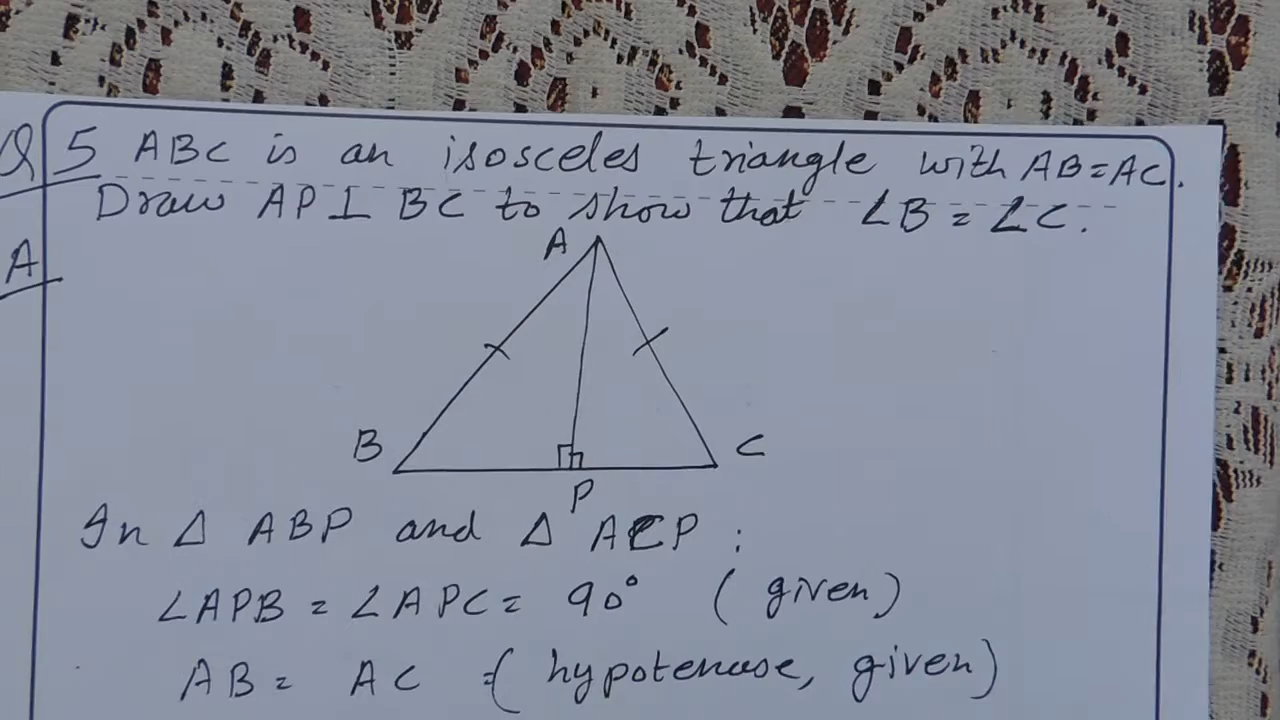 Q 5 ABC is an isosceles triangle with AB=AC.
Draw AP⊥ BC to show that ∠B = ∠C.
A
A
B
C
P
In Δ ABP and Δ ACP :
∠APB = ∠APC = 90° (given)
AB = AC =(hypotenuse, given)